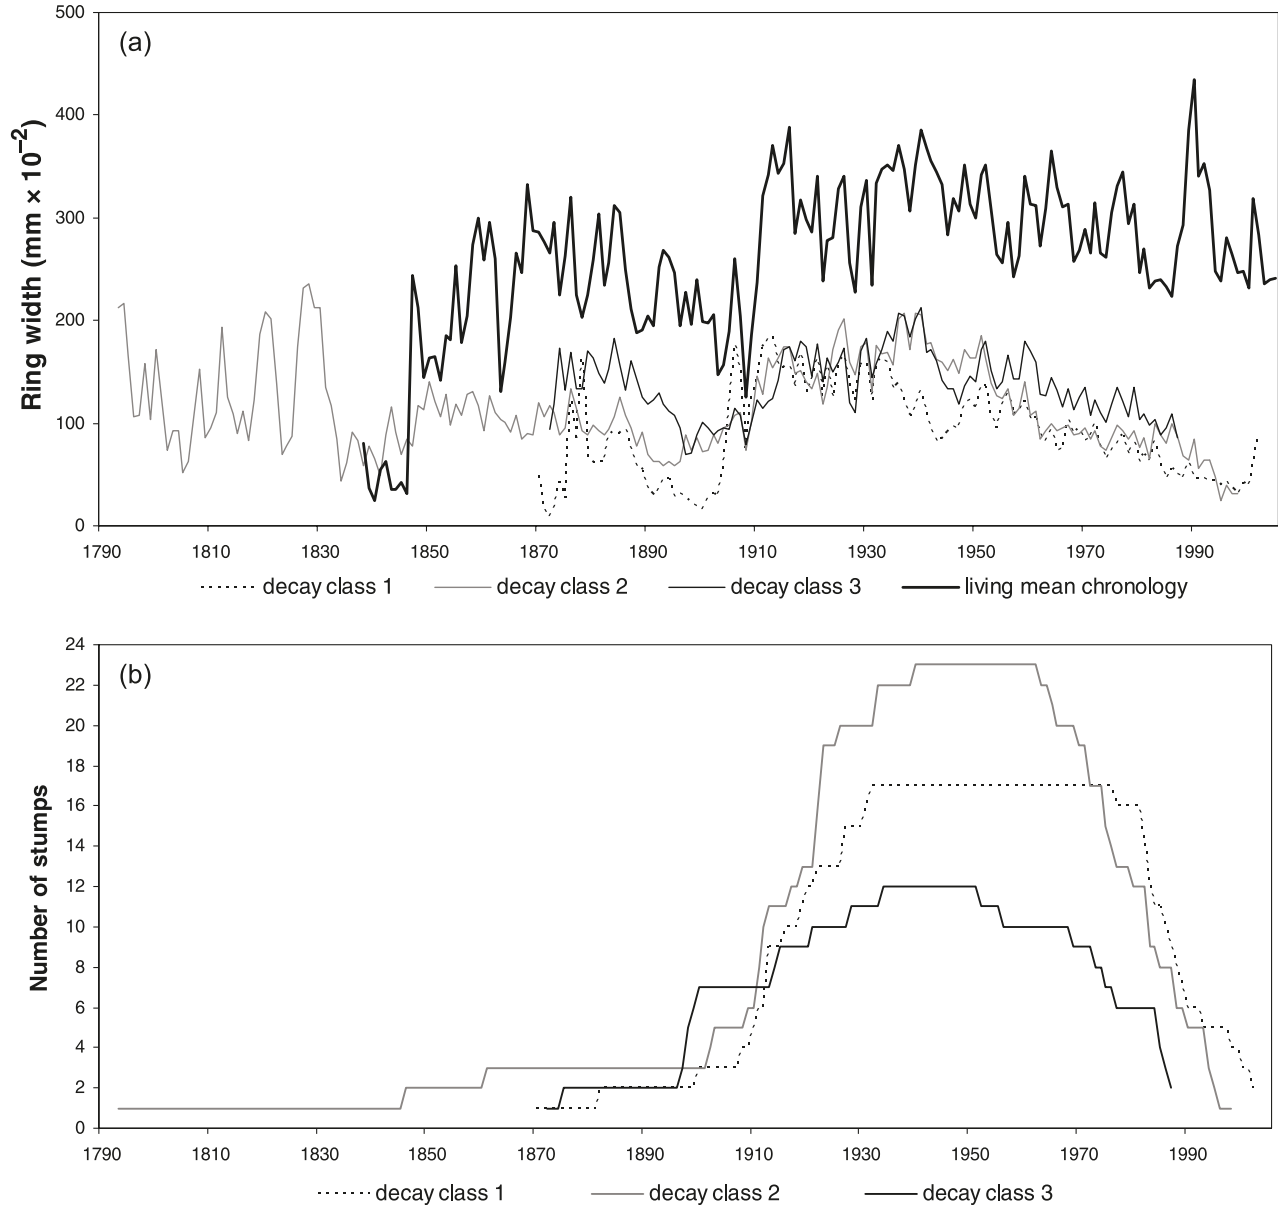 (a)
Ring width (mm × 10⁻²)
500
400
300
200
100
0
1790 1810 1830 1850 1870 1890 1910 1930 1950 1970 1990
decay class 1 decay class 2 decay class 3 living mean chronology
(b)
Number of stumps
24
22
20
18
16
14
12
10
8
6
4
2
0
1790 1810 1830 1850 1870 1890 1910 1930 1950 1970 1990
decay class 1 decay class 2 decay class 3